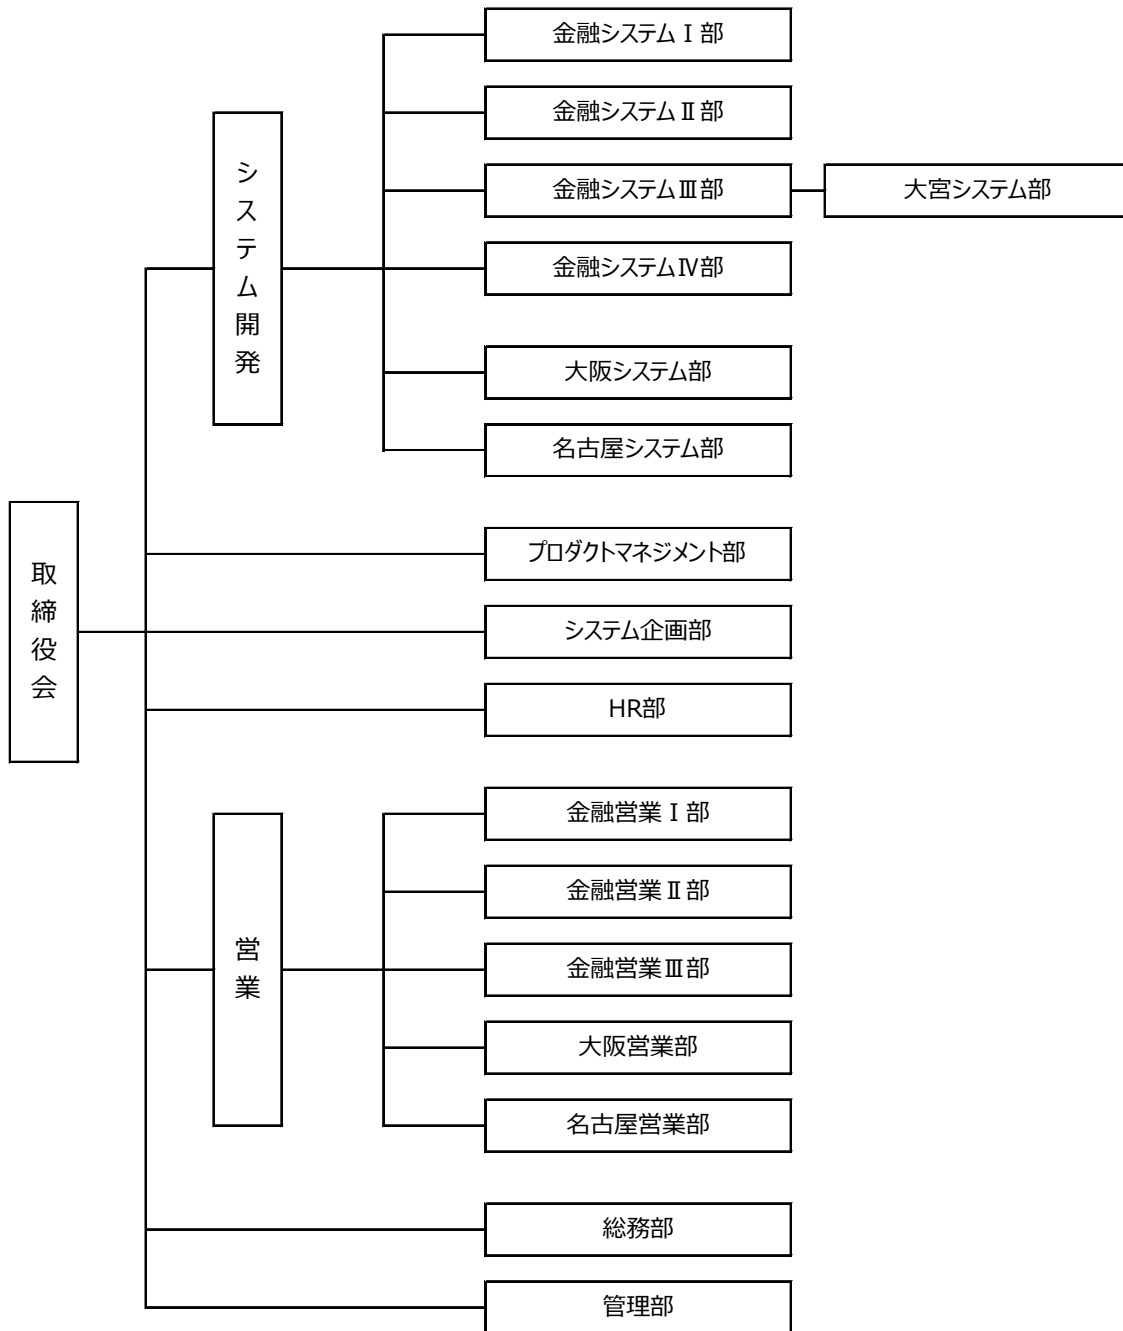 金融システムⅠ部
金融システムⅡ部
金融システムⅢ部
大宮システム部
金融システムⅣ部
大阪システム部
名古屋システム部
システム開発
プロダクトマネジメント部
システム企画部
HR部
取締役会
金融営業Ⅰ部
金融営業Ⅱ部
金融営業Ⅲ部
大阪営業部
名古屋営業部
営業
総務部
管理部